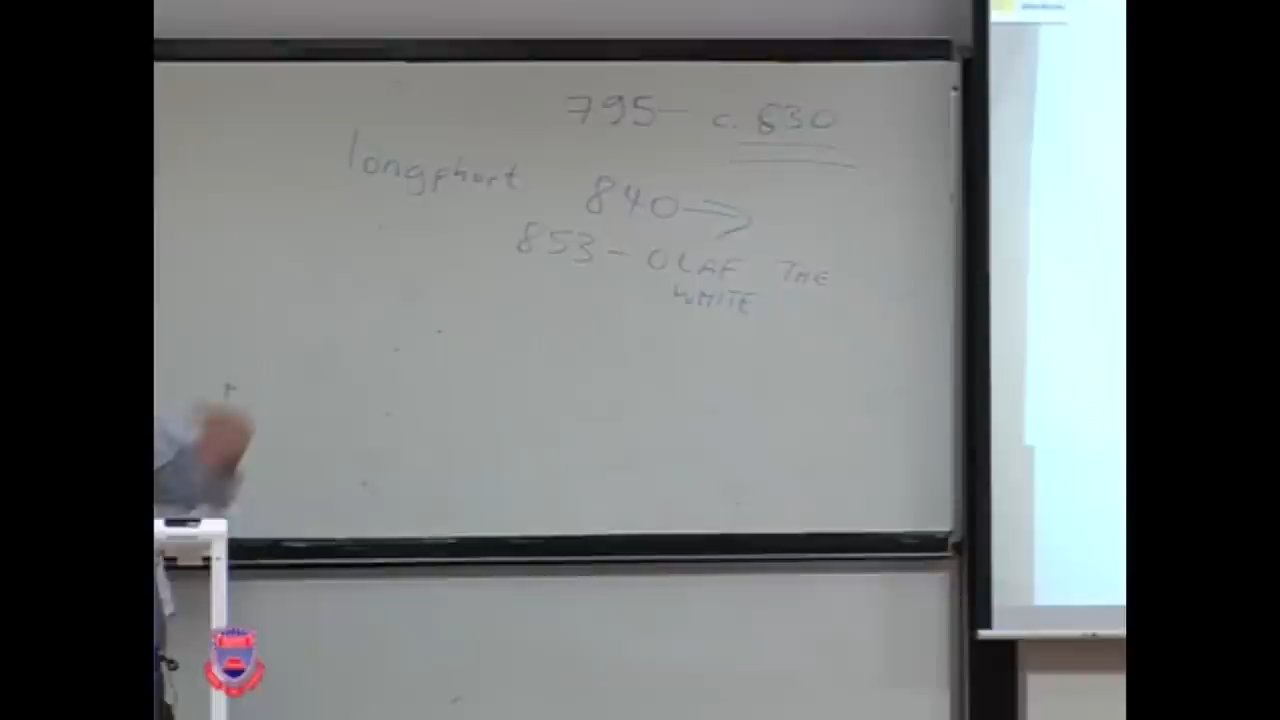 795- c. 830
longphort 840 →
853 - OLAF THE
WHITE